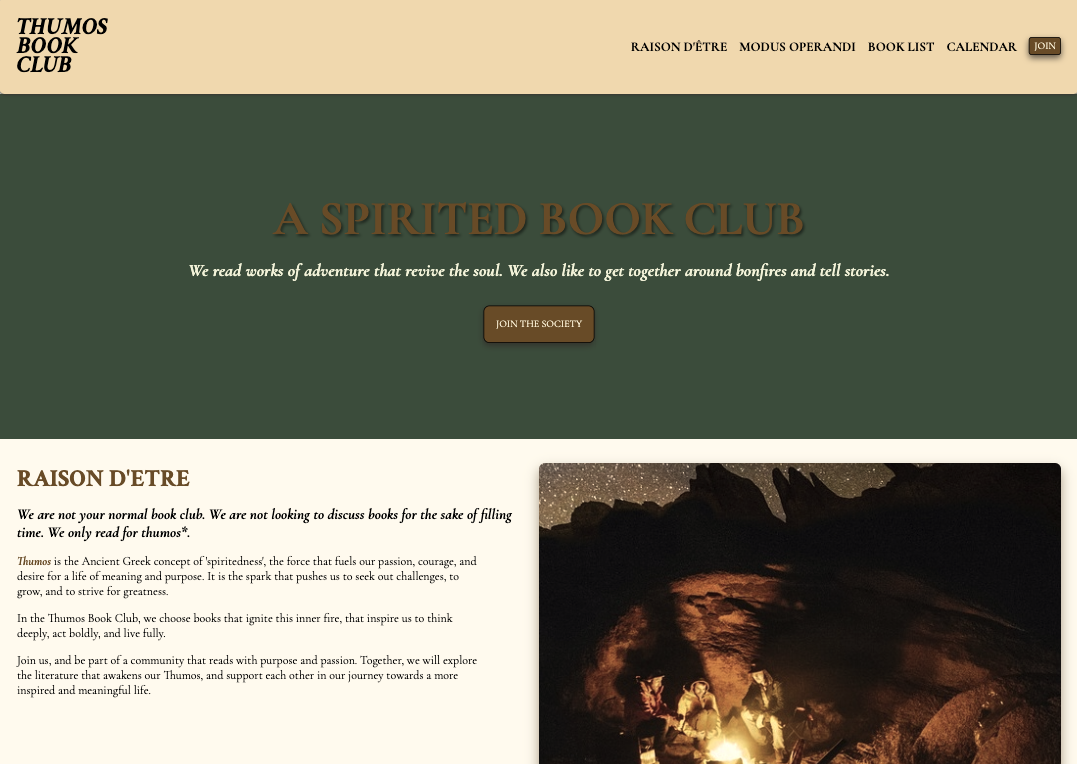 THUMOS
BOOK
CLUB
RAISON D'ÊTRE MODUS OPERANDI BOOK LIST CALENDAR JOIN
A SPIRITED BOOK CLUB
We read works of adventure that revive the soul. We also like to get together around bonfires and tell stories.
JOIN THE SOCIETY
RAISON D'ETRE
We are not your normal book club. We are not looking to discuss books for the sake of filling
time. We only read for thumos*.
Thumos is the Ancient Greek concept of 'spiritedness', the force that fuels our passion, courage, and
desire for a life of meaning and purpose. It is the spark that pushes us to seek out challenges, to
grow, and to strive for greatness.
In the Thumos Book Club, we choose books that ignite this inner fire, that inspire us to think
deeply, act boldly, and live fully.
Join us, and be part of a community that reads with purpose and passion. Together, we will explore
the literature that awakens our Thumos, and support each other in our journey towards a more
inspired and meaningful life.